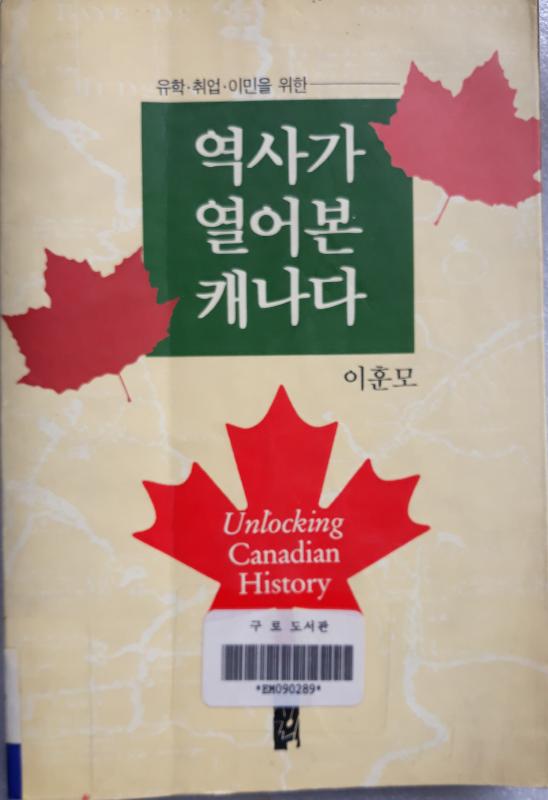 유학·취업·이민을 위한
역사가
열어본
캐나다
이훈모
Unlocking
Canadian
History
구 로 도서관
*EM090289*